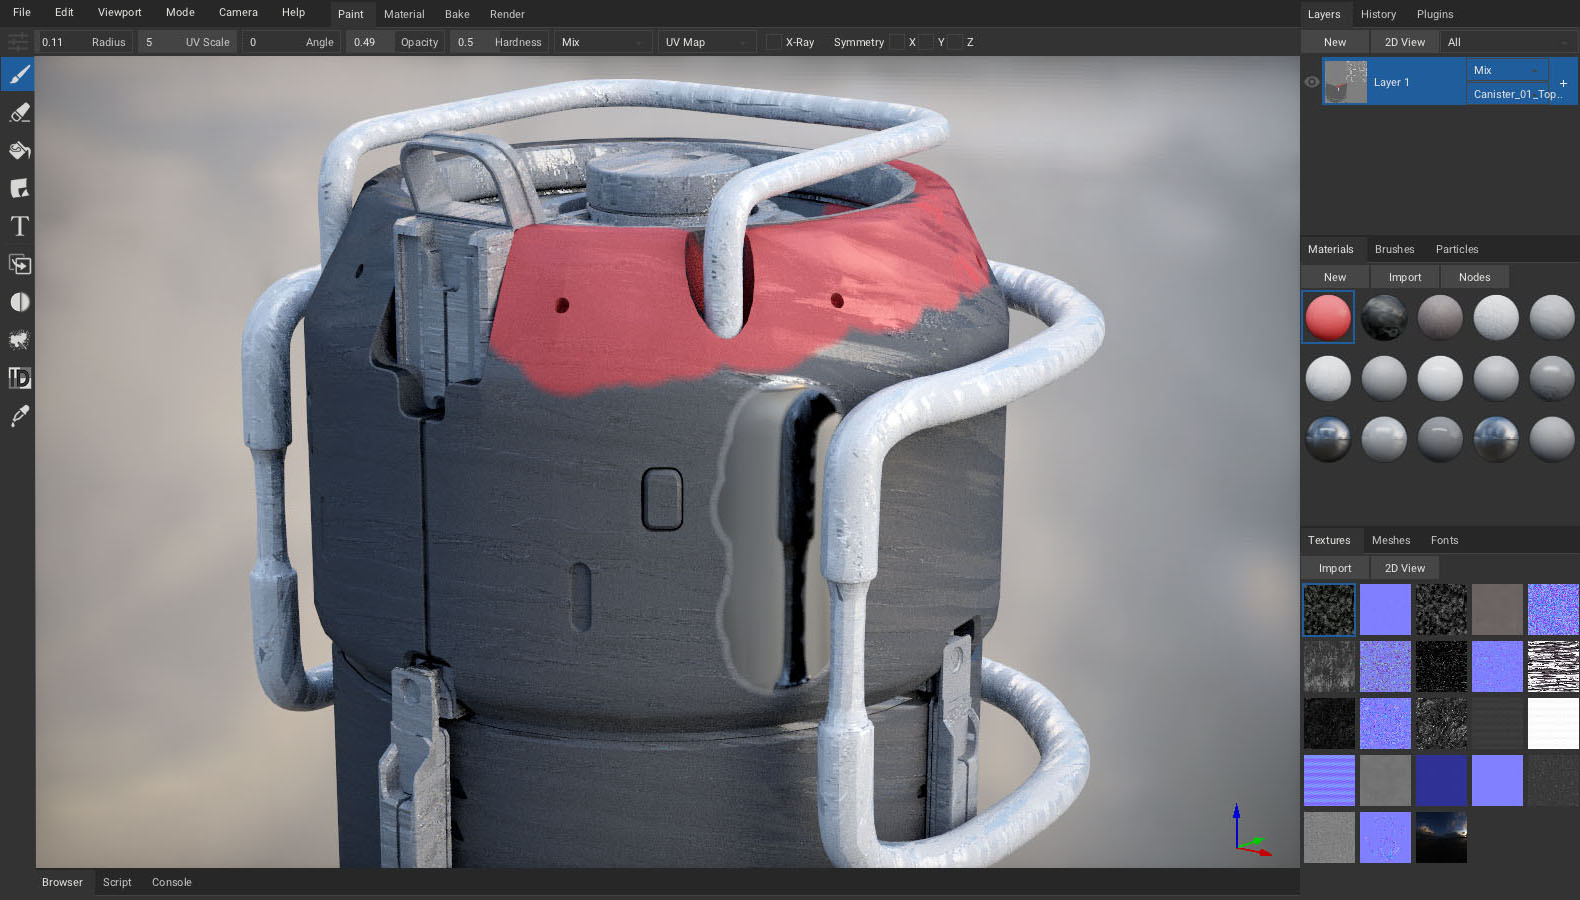 File Edit Viewport Mode Camera Help Paint Material Bake Render
0.11 Radius 5 UV Scale 0 Angle 0.49 Opacity 0.5 Hardness Mix UV Map X-Ray Symmetry X Y Z
T
ID
Browser Script Console
Layers History Plugins
New 2D View All
Layer 1
Mix
Canister_01_Top..
+
Materials Brushes Particles
New Import Nodes
Textures Meshes Fonts
Import 2D View